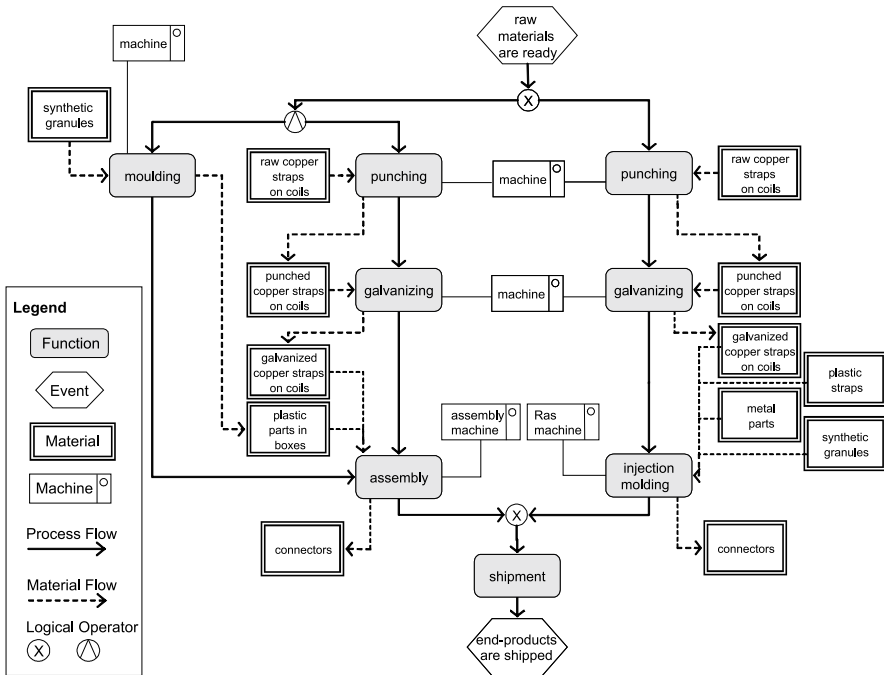 raw
materials
are ready
machine
X
synthetic
granules
moulding
raw copper
straps
on coils
punching
machine
punching
raw copper
straps
on coils
punched
copper straps
on coils
galvanizing
machine
galvanizing
punched
copper straps
on coils
galvanized
copper straps
on coils
galvanized
copper straps
on coils
plastic
straps
plastic
parts in
boxes
assembly
machine
Ras
machine
metal
parts
synthetic
granules
assembly
injection
molding
X
connectors
connectors
shipment
end-products
are shipped
Legend
Function
Event
Material
Machine
Process Flow
Material Flow
Logical Operator
X